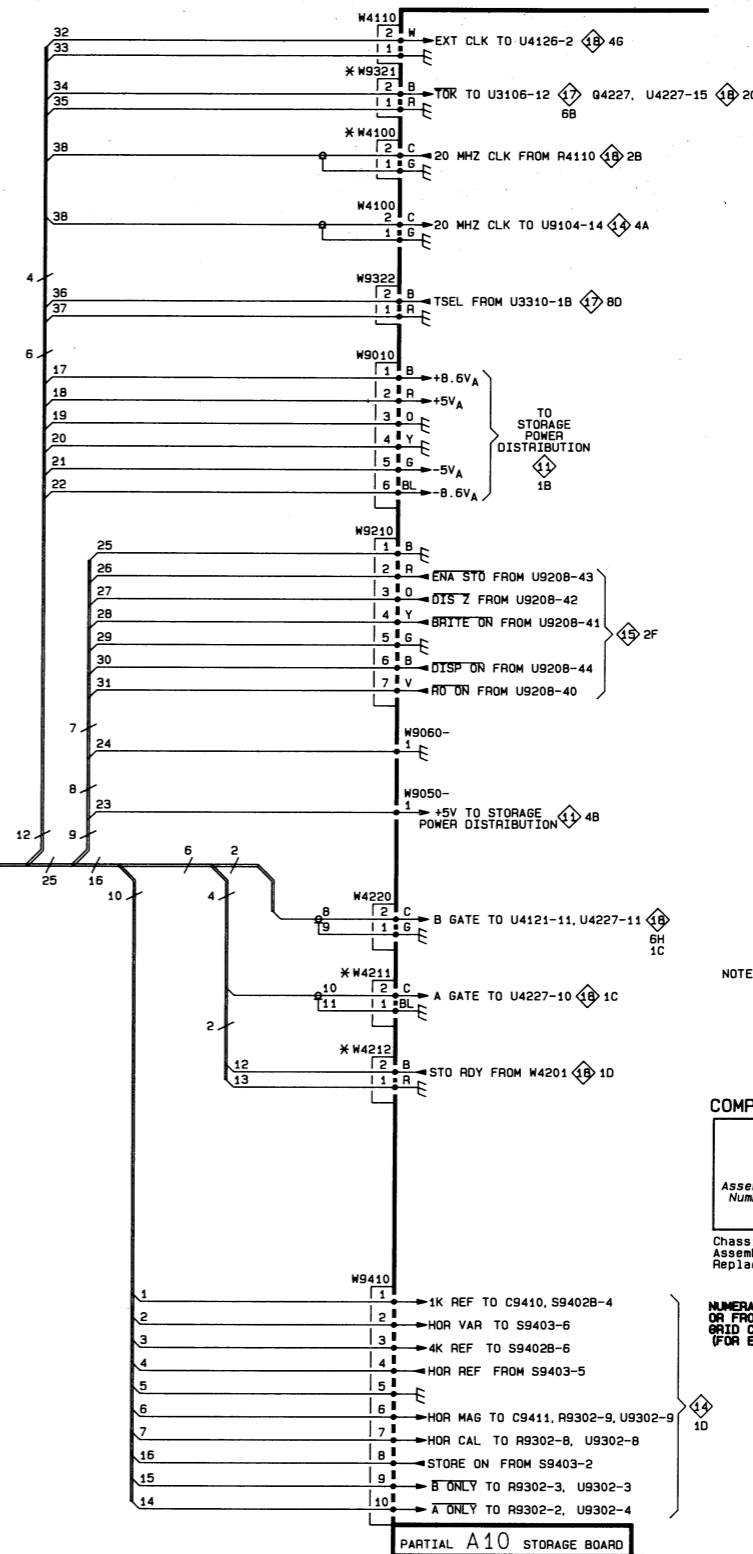 W4110
32 2 W EXT CLK TO U4126-2 18 4G
33 1
* W9321
34 2 B TOK TO U3106-12 17 Q4227, U4227-15 18
35 1 R
6B
* W4100
38 2 C 20 MHZ CLK FROM R4110 18 2B
1 G
W4100
38 2 C 20 MHZ CLK TO U9104-14 14 4A
1 G
4
W9322
36 2 B TSEL FROM U3310-18 17 8D
37 1 R
6
W9010
17 1 B +8.6VA
18 2 R +5VA
19 3 O
20 4 Y
21 5 G -5VA
22 6 BL -8.6VA
TO
STORAGE
POWER
DISTRIBUTION
11
1B
W9210
25 1 B
26 2 R ENA STO FROM U9208-43
27 3 O DIS Z FROM U9208-42
28 4 Y BRITE ON FROM U9208-41
15 2F
29 5 G
30 6 B DISP ON FROM U9208-44
31 7 V RO ON FROM U9208-40
7
W9060-
24 1
8
W9050-
23 1 +5V TO STORAGE
POWER DISTRIBUTION 11 4B
12 9
6 2
25 16
10 4
W4220
8 2 C B GATE TO U4121-11, U4227-11 18
9 1 G
6H
1C
NOTE
* W4211
10 2 C A GATE TO U4227-10 18 1C
11 1 BL
2
* W4212
12 2 B STO RDY FROM W4201 18 1D
13 1 R
COMP
Asse
Num
Chass
Assemb
Repla
W9410
1 1 1K REF TO C9410, S9402B-4
2 2 HOR VAR TO S9403-6
3 3 4K REF TO S9402B-6
4 4 HOR REF FROM S9403-5
5 5
6 6 HOR MAG TO C9411, R9302-9, U9302-9
7 7 HOR CAL TO R9302-8, U9302-8
16 8 STORE ON FROM S9403-2
15 9 B ONLY TO R9302-3, U9302-3
14 10 A ONLY TO R9302-2, U9302-4
14
1D
NUMERA
OR FRO
GRID C
(FOR E
PARTIAL A10 STORAGE BOARD